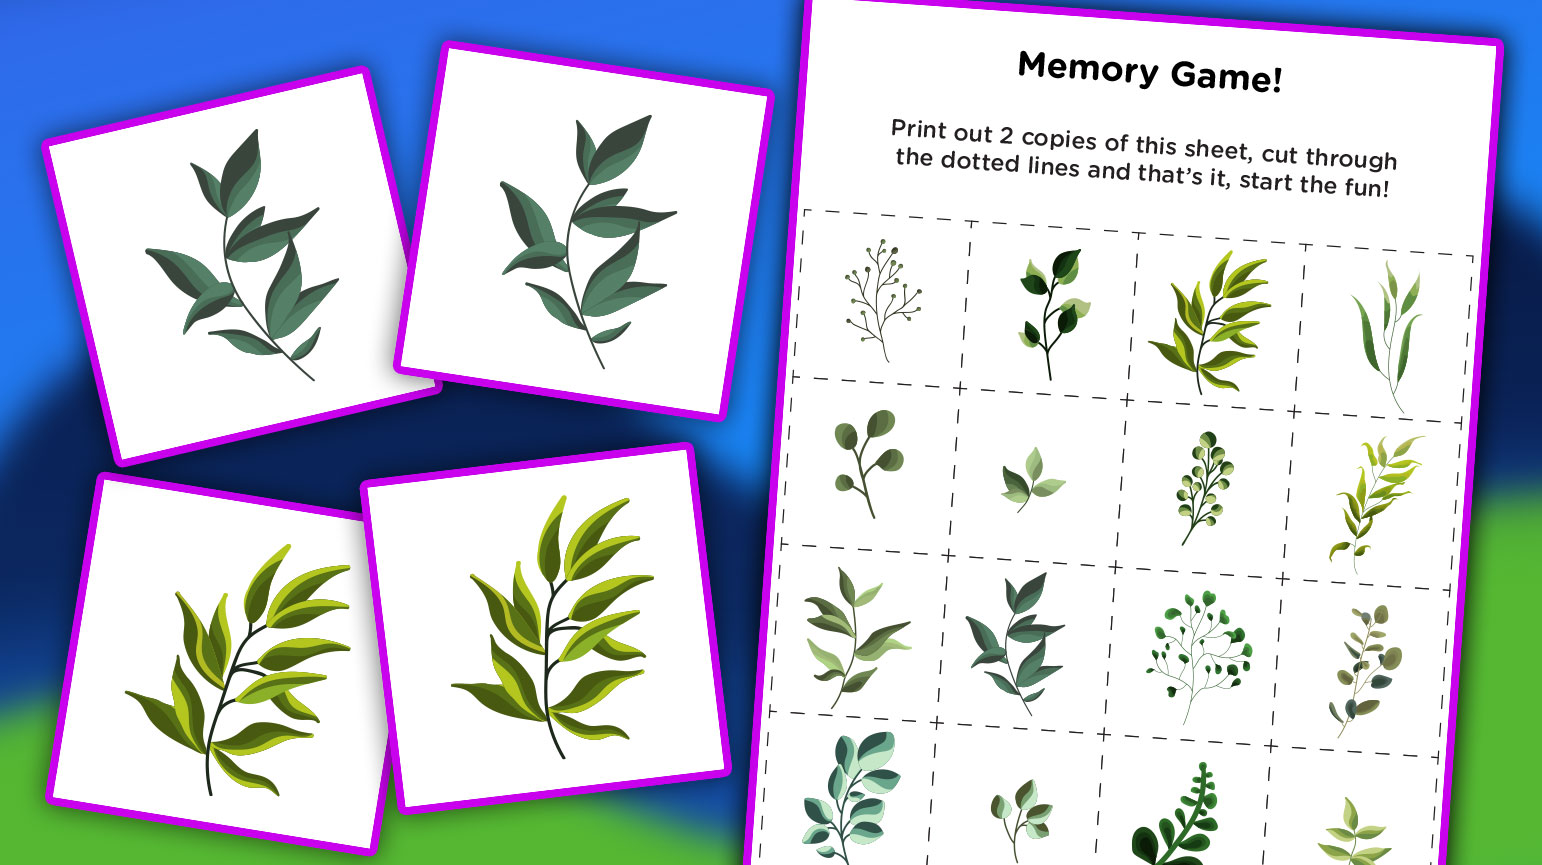 Memory Game!
Print out 2 copies of this sheet, cut through
the dotted lines and that's it, start the fun!